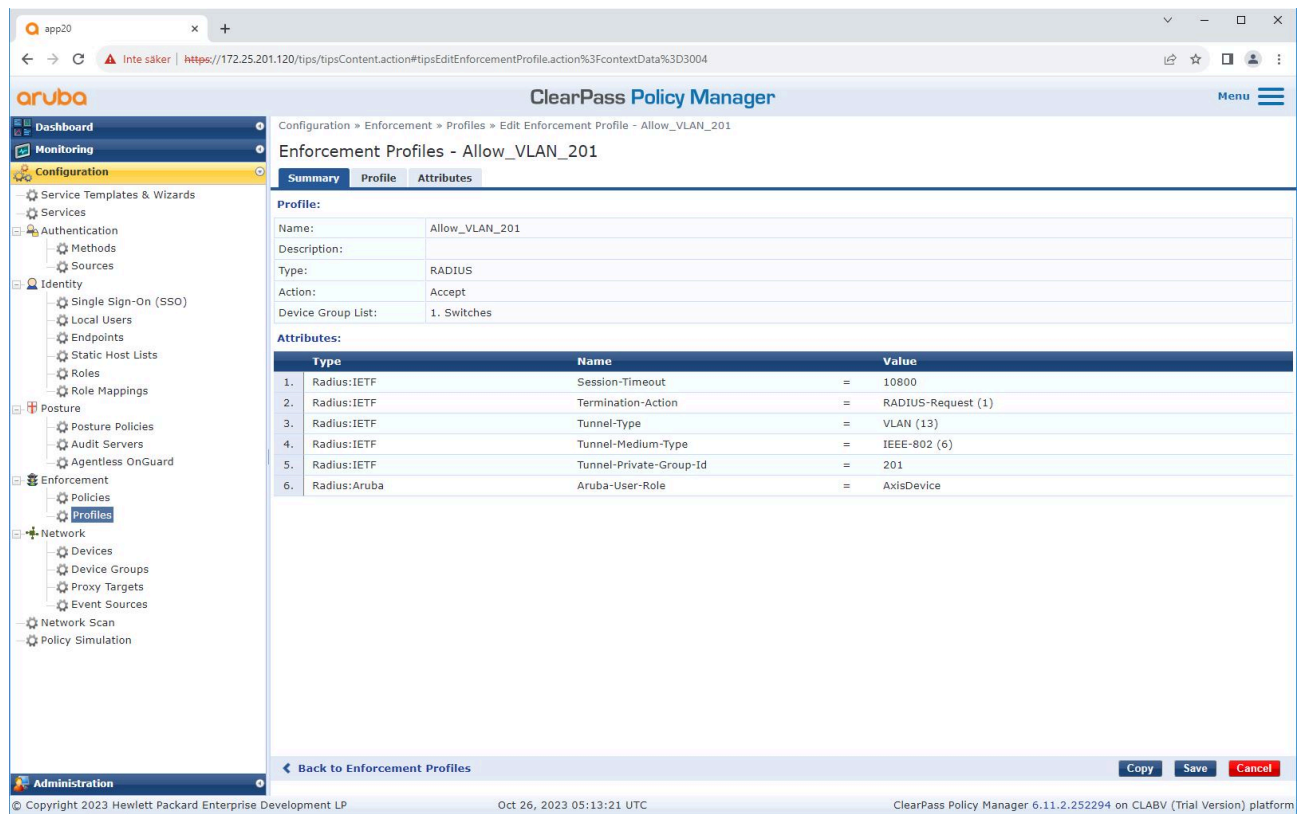 app20
Inte säker | https://172.25.201.120/tips/tipsContent.action#tipsEditEnforcementProfile.action%3FcontextData%3D3004
aruba
ClearPass Policy Manager
Menu
Dashboard
Monitoring
Configuration
Service Templates & Wizards
Services
Authentication
Methods
Sources
Identity
Single Sign-On (SSO)
Local Users
Endpoints
Static Host Lists
Roles
Role Mappings
Posture
Posture Policies
Audit Servers
Agentless OnGuard
Enforcement
Policies
Profiles
Network
Devices
Device Groups
Proxy Targets
Event Sources
Network Scan
Policy Simulation
Administration
Configuration » Enforcement » Profiles » Edit Enforcement Profile - Allow_VLAN_201
Enforcement Profiles - Allow_VLAN_201
Summary Profile Attributes
Profile:
Name: Allow_VLAN_201
Description:
Type: RADIUS
Action: Accept
Device Group List: 1. Switches
Attributes:
Type Name Value
1. Radius:IETF Session-Timeout = 10800
2. Radius:IETF Termination-Action = RADIUS-Request (1)
3. Radius:IETF Tunnel-Type = VLAN (13)
4. Radius:IETF Tunnel-Medium-Type = IEEE-802 (6)
5. Radius:IETF Tunnel-Private-Group-Id = 201
6. Radius:Aruba Aruba-User-Role = AxisDevice
Back to Enforcement Profiles
Copy Save Cancel
© Copyright 2023 Hewlett Packard Enterprise Development LP
Oct 26, 2023 05:13:21 UTC
ClearPass Policy Manager 6.11.2.252294 on CLABV (Trial Version) platform